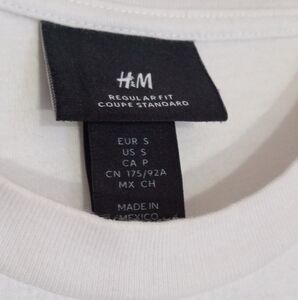 H&M
REGULAR FIT
COUPE STANDARD
EUR S
US S
CA P
CN 175/92A
MX CH
MADE IN
MEXICO